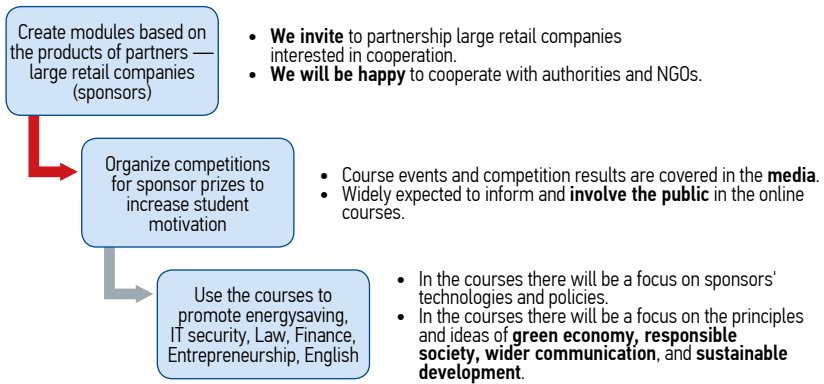 Create modules based on
the products of partners —
large retail companies
(sponsors)
• We invite to partnership large retail companies
interested in cooperation.
• We will be happy to cooperate with authorities and NGOs.
Organize competitions
for sponsor prizes to
increase student
motivation
• Course events and competition results are covered in the media.
• Widely expected to inform and involve the public in the online
courses.
Use the courses to
promote energysaving,
IT security, Law, Finance,
Entrepreneurship, English
• In the courses there will be a focus on sponsors'
technologies and policies.
• In the courses there will be a focus on the principles
and ideas of green economy, responsible
society, wider communication, and sustainable
development.